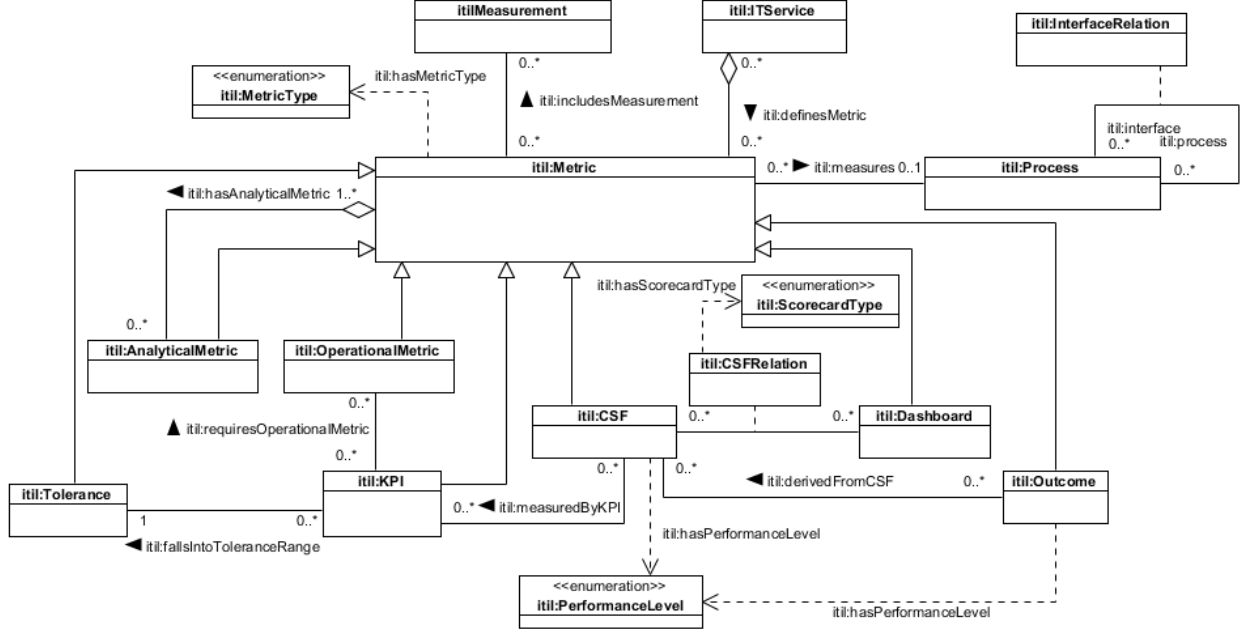 itilMeasurement
itil:ITService
itil:InterfaceRelation
<<enumeration>>
itil:MetricType
itil:hasMetricType
0..*
0..*
itil:includesMeasurement
itil:definesMetric
itil:interface
0..*
itil:process
0..*
0..*
0..*
itil:Metric
0..*
itil:measures 0..1
itil:Process
itil:hasAnalyticalMetric 1..*
itil:hasScorecardType
<<enumeration>>
itil:ScorecardType
0..*
itil:AnalyticalMetric
itil:OperationalMetric
itil:CSFRelation
0..*
itil:CSF
0..*
0..*
itil:Dashboard
itil:requiresOperationalMetric
0..*
0..*
0..*
itil:derivedFromCSF
0..*
itil:Tolerance
itil:KPI
itil:Outcome
0..*
itil:measuredByKPI
1
0..*
itil:fallsIntoToleranceRange
itil:hasPerformanceLevel
<<enumeration>>
itil:PerformanceLevel
itil:hasPerformanceLevel